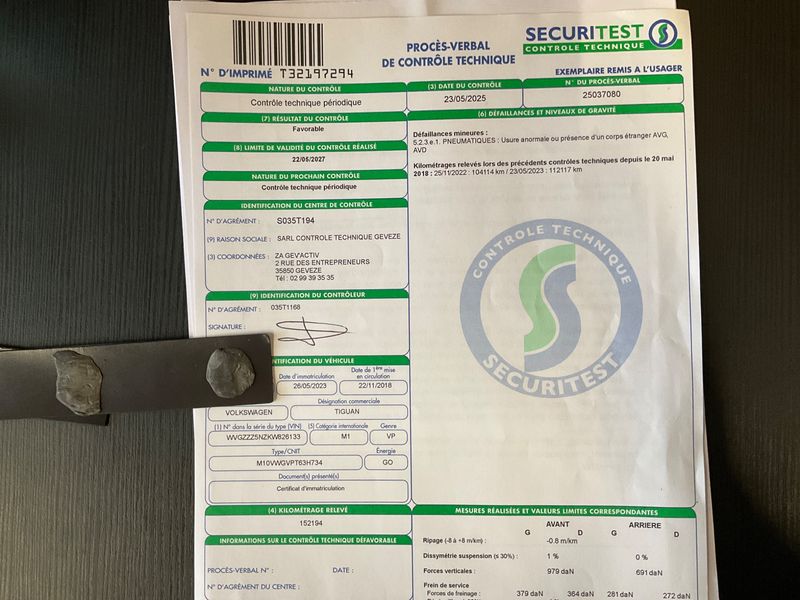 SECURITEST
CONTROLE TECHNIQUE
PROCÈS-VERBAL
DE CONTRÔLE TECHNIQUE
N° D'IMPRIMÉ T32197294
EXEMPLAIRE REMIS A L'USAGER
NATURE DU CONTRÔLE
Contrôle technique périodique
(3) DATE DU CONTRÔLE
23/05/2025
N° DU PROCÈS-VERBAL
25037080
(7) RÉSULTAT DU CONTRÔLE
Favorable
(8) LIMITE DE VALIDITÉ DU CONTRÔLE RÉALISÉ
22/05/2027
NATURE DU PROCHAIN CONTRÔLE
Contrôle technique périodique
IDENTIFICATION DU CENTRE DE CONTRÔLE
N° D'AGRÉMENT : S035T194
(9) RAISON SOCIALE : SARL CONTROLE TECHNIQUE GEVEZE
(3) COORDONNÉES : ZA GEV'ACTIV
2 RUE DES ENTREPRENEURS
35850 GEVEZE
Tél : 02 99 39 35 35
(9) IDENTIFICATION DU CONTRÔLEUR
N° D'AGRÉMENT : 035T1168
SIGNATURE :
IDENTIFICATION DU VÉHICULE
Date d'immatriculation
26/05/2023
Date de 1ère mise
en circulation
22/11/2018
Désignation commerciale
VOLKSWAGEN
TIGUAN
(1) N° dans la série du type (VIN)
WVGZZZ5NZKW826133
(5) Catégorie internationale
M1
Genre
VP
Type/CNIT
M10VWGVPT63H734
Énergie
GO
Document(s) présenté(s)
Certificat d'immatriculation
(4) KILOMÉTRAGE RELEVÉ
152194
INFORMATIONS SUR LE CONTRÔLE TECHNIQUE DÉFAVORABLE
PROCÈS-VERBAL N° : DATE :
N° D'AGRÉMENT DU CENTRE :
(6) DÉFAILLANCES ET NIVEAUX DE GRAVITÉ
Défaillances mineures :
5.2.3.e.1. PNEUMATIQUES : Usure anormale ou présence d'un corps étranger AVG,
AVD
Kilométrages relevés lors des précédents contrôles techniques depuis le 20 mai
2018 : 25/11/2022 : 104114 km / 23/05/2023 : 112117 km
CONTROLE TECHNIQUE
SECURITEST
MESURES RÉALISÉES ET VALEURS LIMITES CORRESPONDANTES
AVANT ARRIERE
G D G D
Ripage (-8 à +8 m/km) : -0.8 m/km
Dissymétrie suspension (≤ 30%) : 1 % 0 %
Forces verticales : 979 daN 691 daN
Frein de service
Forces de freinage : 379 daN 364 daN 281 daN 272 daN